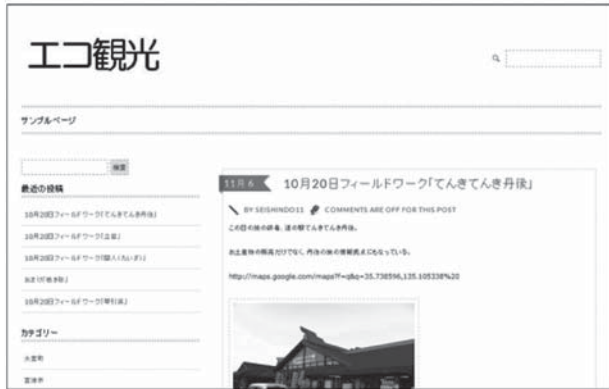 エコ観光
サンプルページ
検索
最近の投稿
10月20日フィールドワーク「てんきてんき丹後」
10月20日フィールドワーク「立岩」
10月20日フィールドワーク「間人(たいざ)」
10月20日フィールドワーク「琴引浜」
カテゴリー
大宮町
宮津市
11月 6
10月20日フィールドワーク「てんきてんき丹後」
BY SEISHINDO11 COMMENTS ARE OFF FOR THIS POST
この日の旅の終着、道の駅てんきてんき丹後。
お土産物の販売だけでなく、丹後の旅の情報拠点にもなっている。
http://maps.google.com/maps?f=q&q=35.738596,135.105338%20